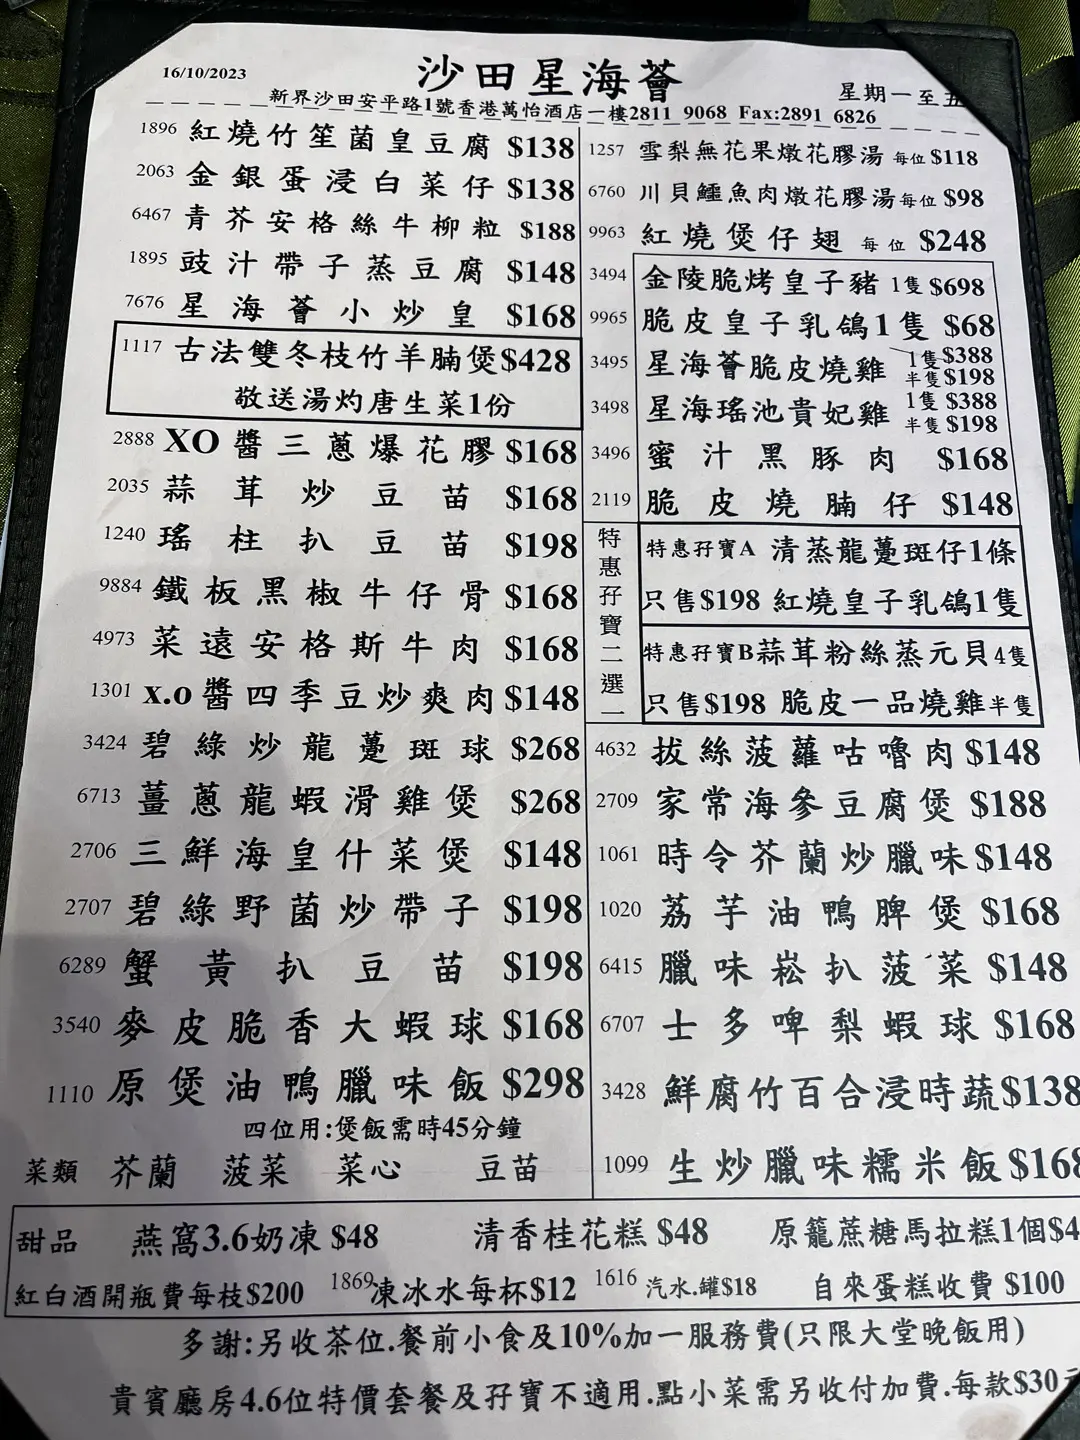 16/10/2023
沙田星海薈
星期一至五
新界沙田安平路1號香港萬怡酒店一樓2811 9068 Fax:2891 6826
1896 紅燒竹笙菌皇豆腐 $138
2063 金銀蛋浸白菜仔 $138
6467 青芥安格絲牛柳粒 $188
1895 豉汁帶子蒸豆腐 $148
7676 星海薈小炒皇 $168
1117 古法雙冬枝竹羊腩煲$428
敬送湯灼唐生菜1份
2888 XO醬三蔥爆花膠 $168
2035 蒜茸炒豆苗 $168
1240 瑤柱扒豆苗 $198
9884 鐵板黑椒牛仔骨 $168
4973 菜遠安格斯牛肉 $168
1301 x.o醬四季豆炒爽肉 $148
3424 碧綠炒龍躉斑球 $268
6713 薑蔥龍蝦滑雞煲 $268
2706 三鮮海皇什菜煲 $148
2707 碧綠野菌炒帶子 $198
6289 蟹黃扒豆苗 $198
3540 麥皮脆香大蝦球 $168
1110 原煲油鴨臘味飯 $298
四位用:煲飯需時45分鐘
菜類 芥蘭 菠菜 菜心 豆苗
1257 雪梨無花果燉花膠湯 每位 $118
6760 川貝鱷魚肉燉花膠湯 每位 $98
9963 紅燒煲仔翅 每位 $248
3494 金陵脆烤皇子豬 1隻 $698
9965 脆皮皇子乳鴿1隻 $68
3495 星海薈脆皮燒雞 1隻 $388
半隻 $198
3498 星海瑤池貴妃雞 1隻 $388
半隻 $198
3496 蜜汁黑豚肉 $168
2119 脆皮燒腩仔 $148
特惠孖寶二選一
特惠孖寶A 清蒸龍躉斑仔1條
只售$198 紅燒皇子乳鴿1隻
特惠孖寶B蒜茸粉絲蒸元貝4隻
只售$198 脆皮一品燒雞半隻
4632 拔絲菠蘿咕嚕肉 $148
2709 家常海參豆腐煲 $188
1061 時令芥蘭炒臘味 $148
1020 荔芋油鴨脾煲 $168
6415 臘味崧扒菠菜 $148
6707 士多啤梨蝦球 $168
3428 鮮腐竹百合浸時蔬$138
1099 生炒臘味糯米飯 $168
甜品 燕窩3.6奶凍 $48 清香桂花糕 $48 原籠蔗糖馬拉糕1個$4
紅白酒開瓶費每枝$200 1869凍冰水每杯$12 1616 汽水.罐$18 自來蛋糕收費 $100
多謝:另收茶位.餐前小食及10%加一服務費(只限大堂晚飯用)
貴賓廳房4.6位特價套餐及孖寶不適用.點小菜需另收付加費.每款$30元